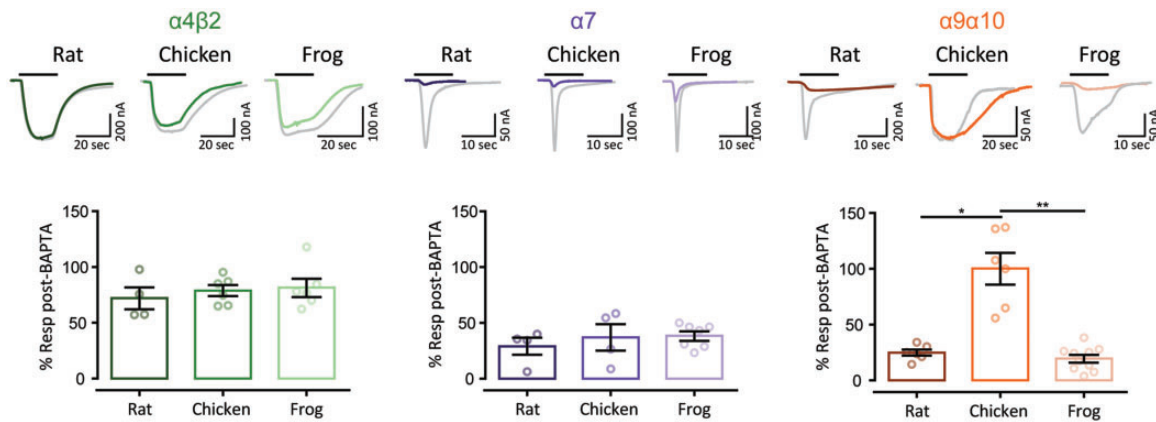 α4β2 α7 α9α10
Rat Chicken Frog Rat Chicken Frog Rat Chicken Frog
200 nA 100 nA 100 nA 50 nA 100 nA 100 nA 50 nA 100 nA 50 nA
20 sec 20 sec 20 sec 10 sec 10 sec 10 sec 10 sec 20 sec 10 sec
% Resp post-BAPTA
150
100
50
0
Rat Chicken Frog
% Resp post-BAPTA
150
100
50
0
Rat Chicken Frog
% Resp post-BAPTA
150
100
50
0
* **
Rat Chicken Frog